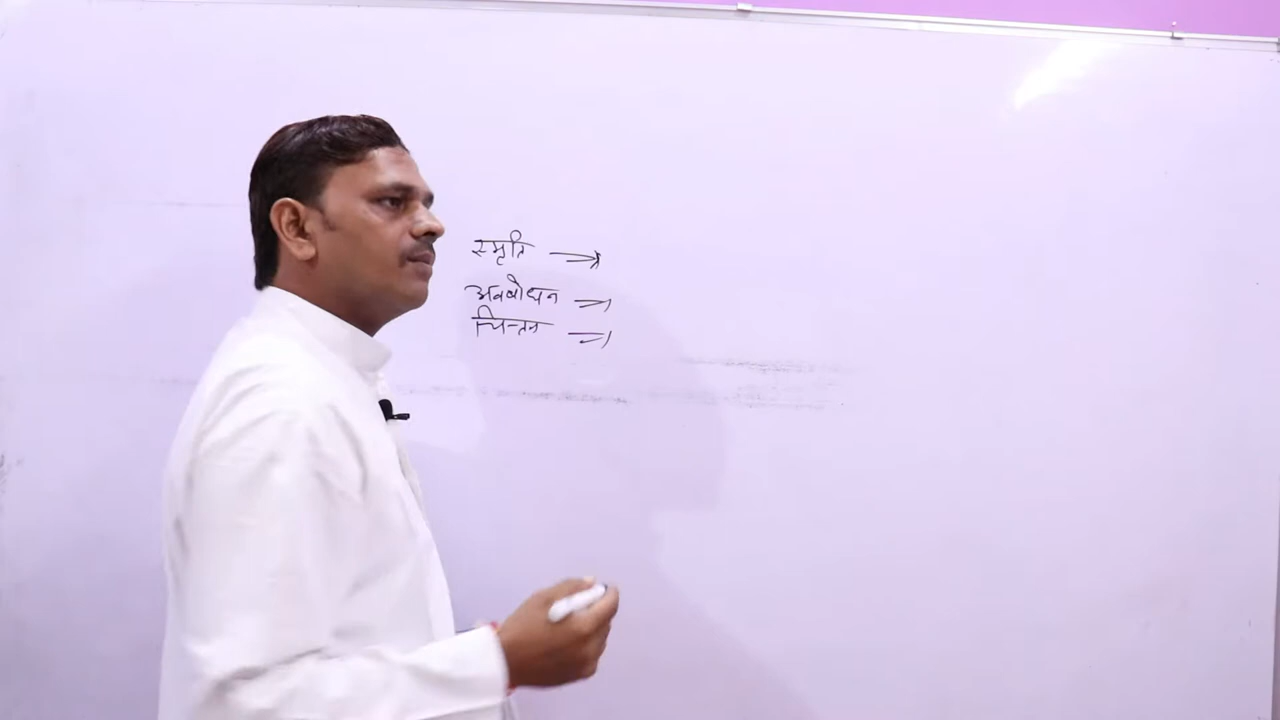 स्मृति →
अवबोधन →
चिन्तन →